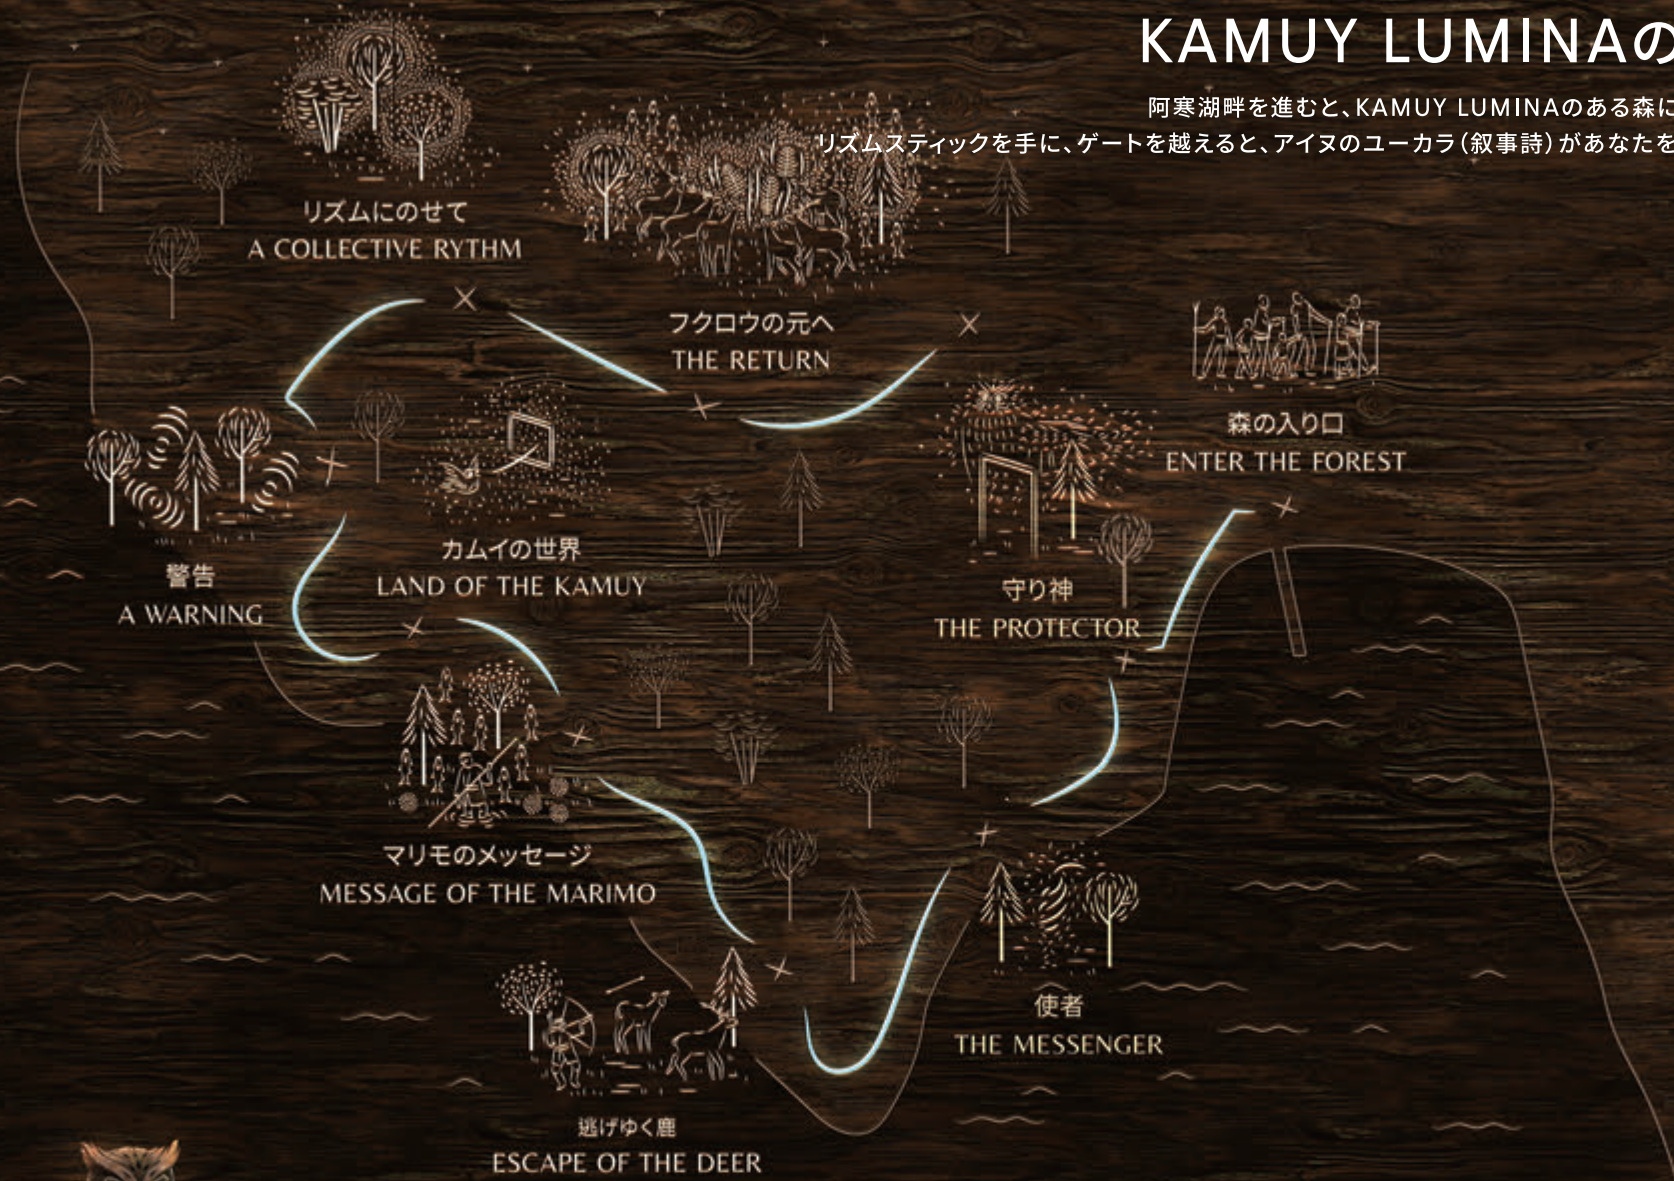 KAMUY LUMINAの
阿寒湖畔を進むと、KAMUY LUMINAのある森に
リズムスティックを手に、ゲートを越えると、アイヌのユーカラ（叙事詩）があなたを
リズムにのせて
A COLLECTIVE RYTHM
フクロウの元へ
THE RETURN
森の入り口
ENTER THE FOREST
カムイの世界
LAND OF THE KAMUY
警告
A WARNING
守り神
THE PROTECTOR
マリモのメッセージ
MESSAGE OF THE MARIMO
使者
THE MESSENGER
逃げゆく鹿
ESCAPE OF THE DEER